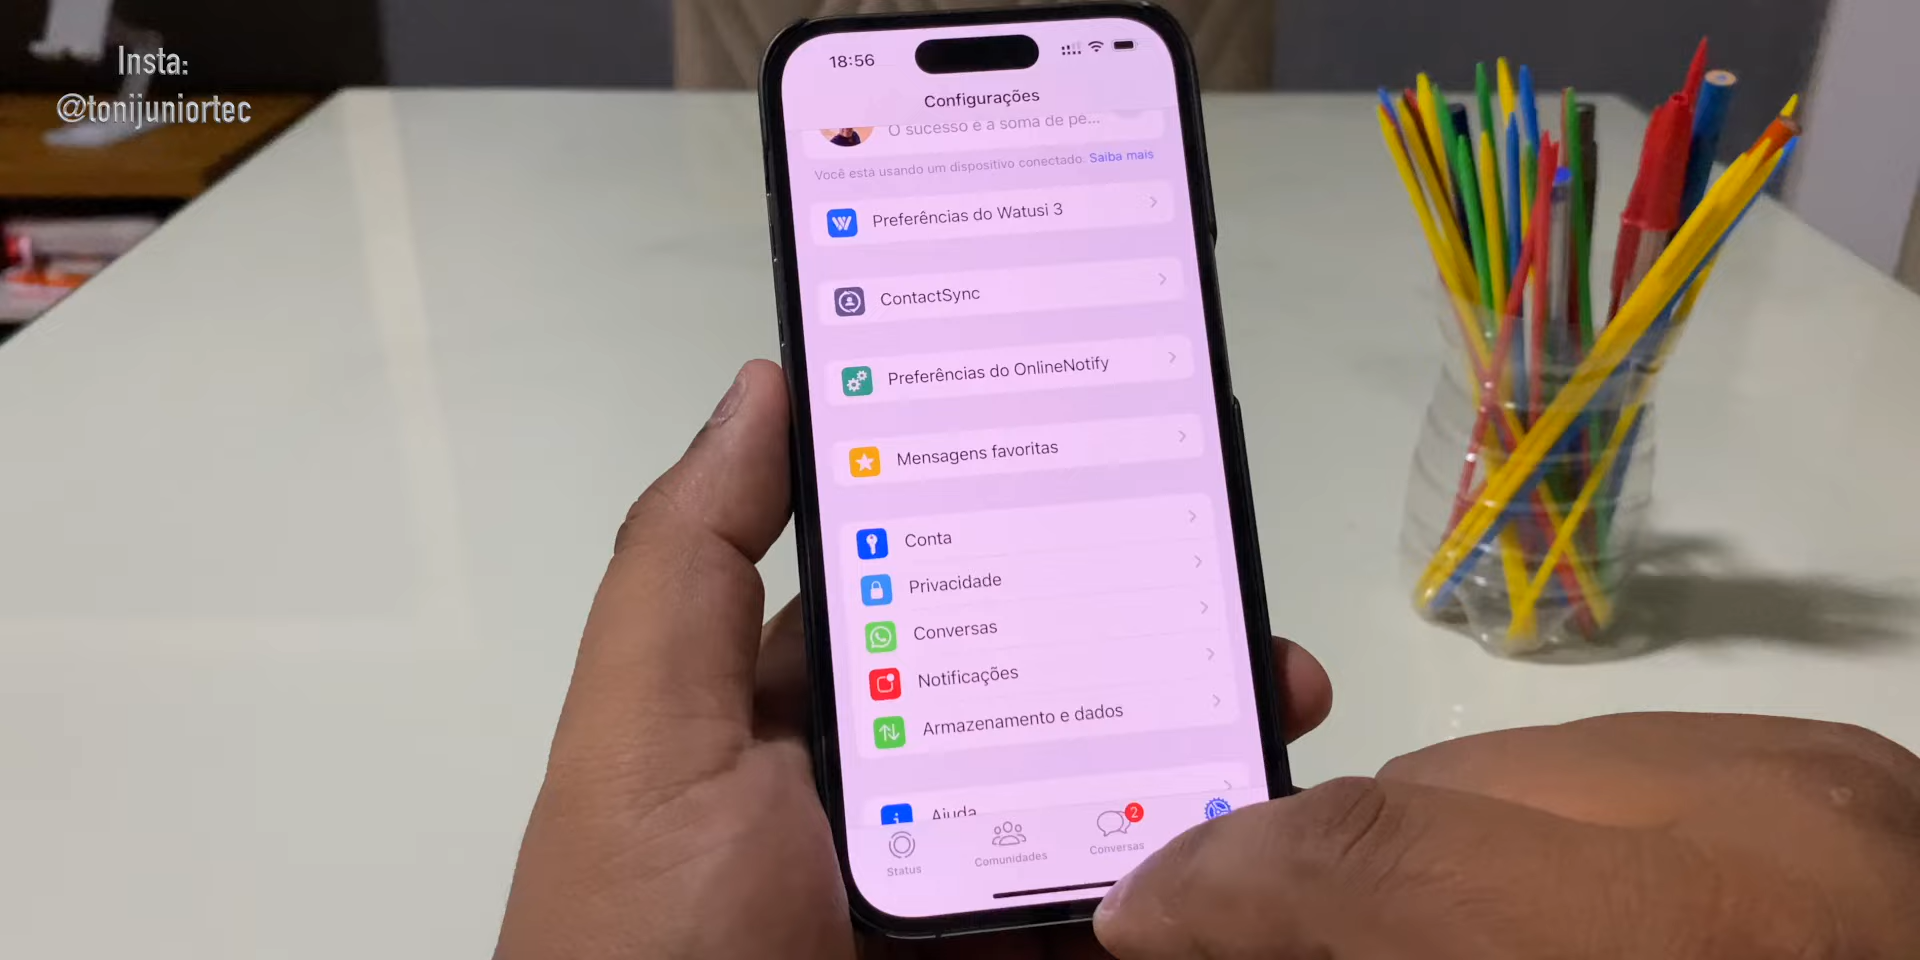 Insta:
@tonijuniortec
18:56
Configurações
O sucesso é a soma de pe...
Você está usando um dispositivo conectado. Saiba mais
Preferências do Watusi 3
ContactSync
Preferências do OnlineNotify
Mensagens favoritas
Conta
Privacidade
Conversas
Notificações
Armazenamento e dados
Ajuda
Status
Comunidades
Conversas
2